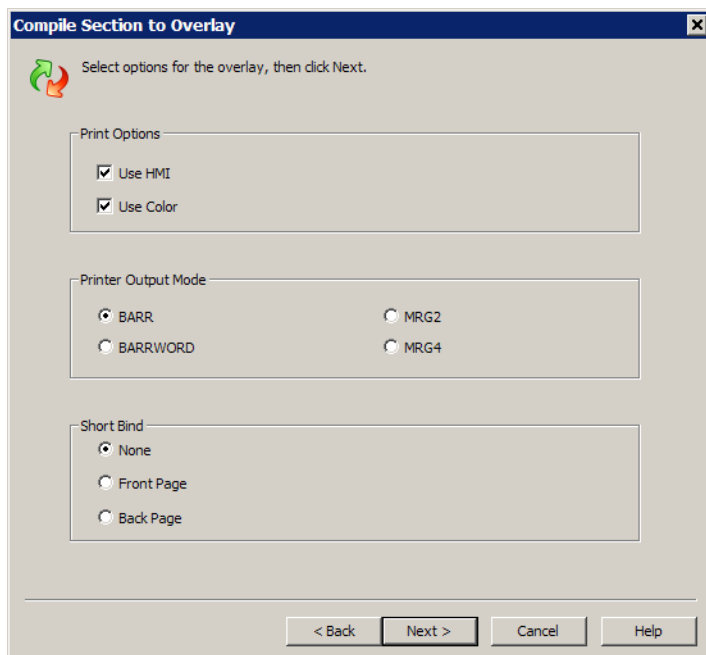 Compile Section to Overlay
Select options for the overlay, then click Next.
Print Options
Use HMI
Use Color
Printer Output Mode
BARR MRG2
BARRWORD MRG4
Short Bind
None
Front Page
Back Page
< Back Next > Cancel Help